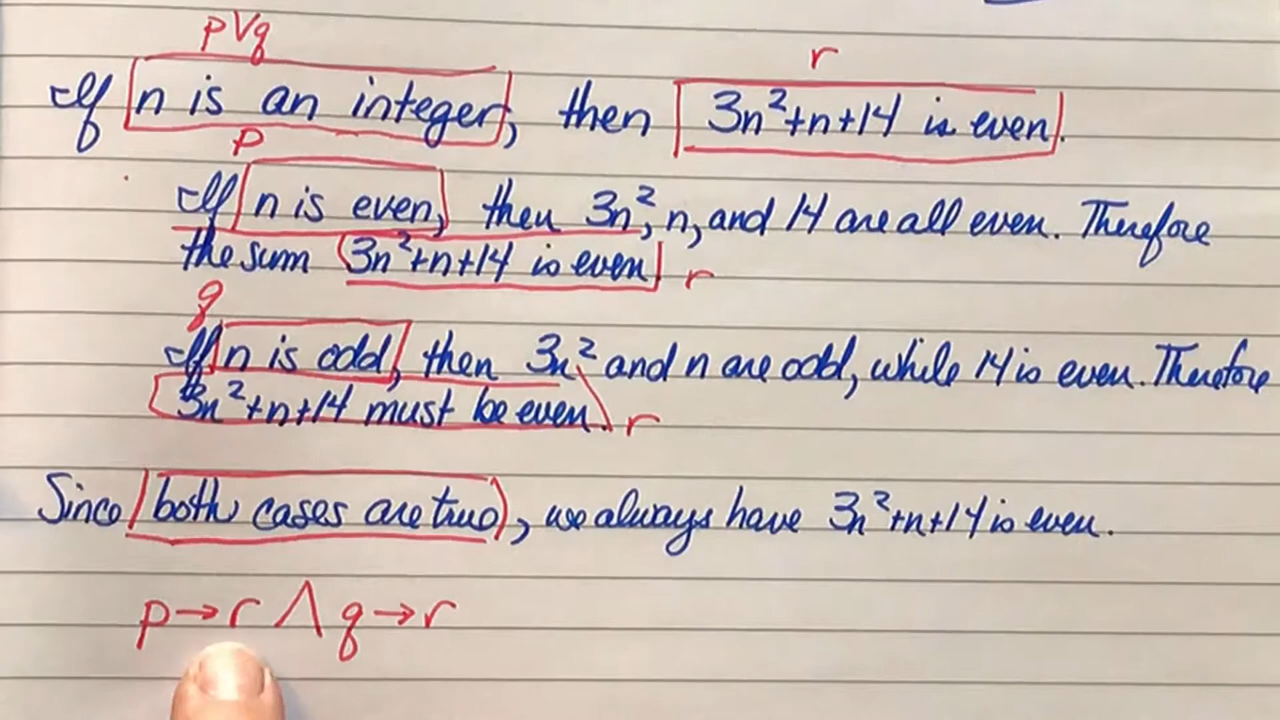 p∨q
r
If n is an integer, then 3n²+n+14 is even.
p
If n is even, then 3n², n, and 14 are all even. Therefore
the sum 3n²+n+14 is even r
q
If n is odd, then 3n² and n are odd, while 14 is even. Therefore
3n²+n+14 must be even. r
Since both cases are true, we always have 3n²+n+14 is even.
p→r ∧ q→r